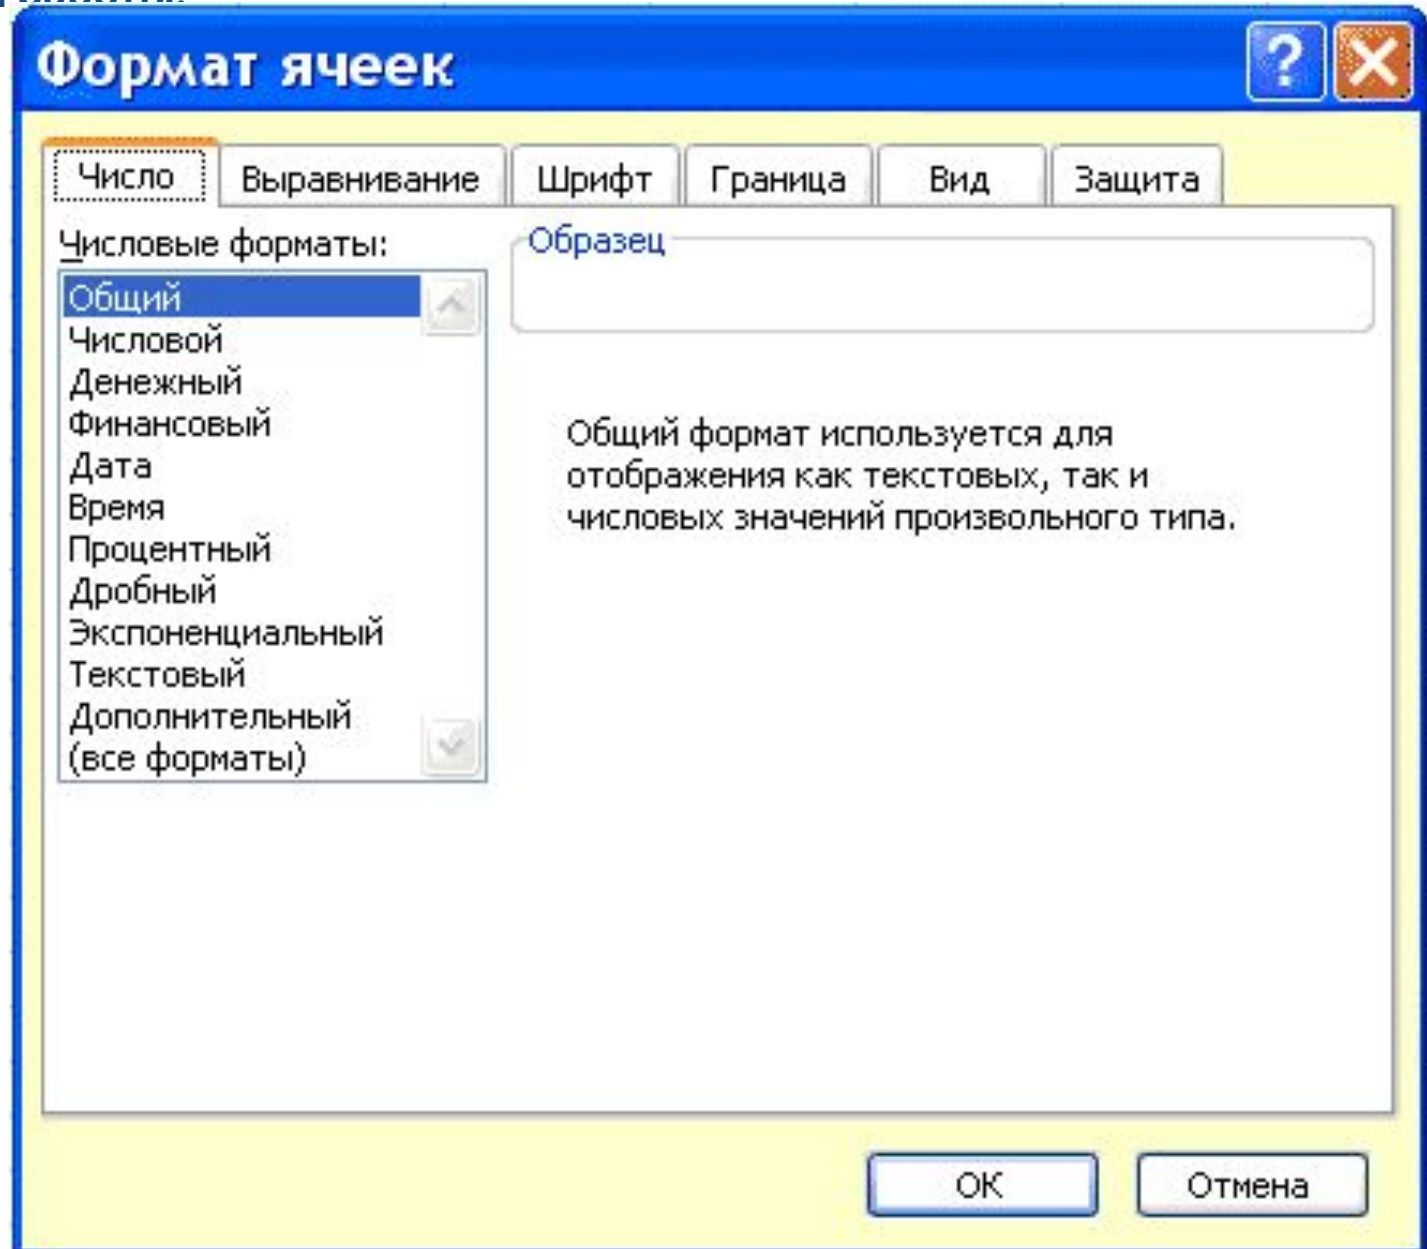 Формат ячеек
Число
Выравнивание
Шрифт
Граница
Вид
Защита
Числовые форматы:
Общий
Числовой
Денежный
Финансовый
Дата
Время
Процентный
Дробный
Экспоненциальный
Текстовый
Дополнительный
(все форматы)
Образец
Общий формат используется для
отображения как текстовых, так и
числовых значений произвольного типа.
ОК
Отмена